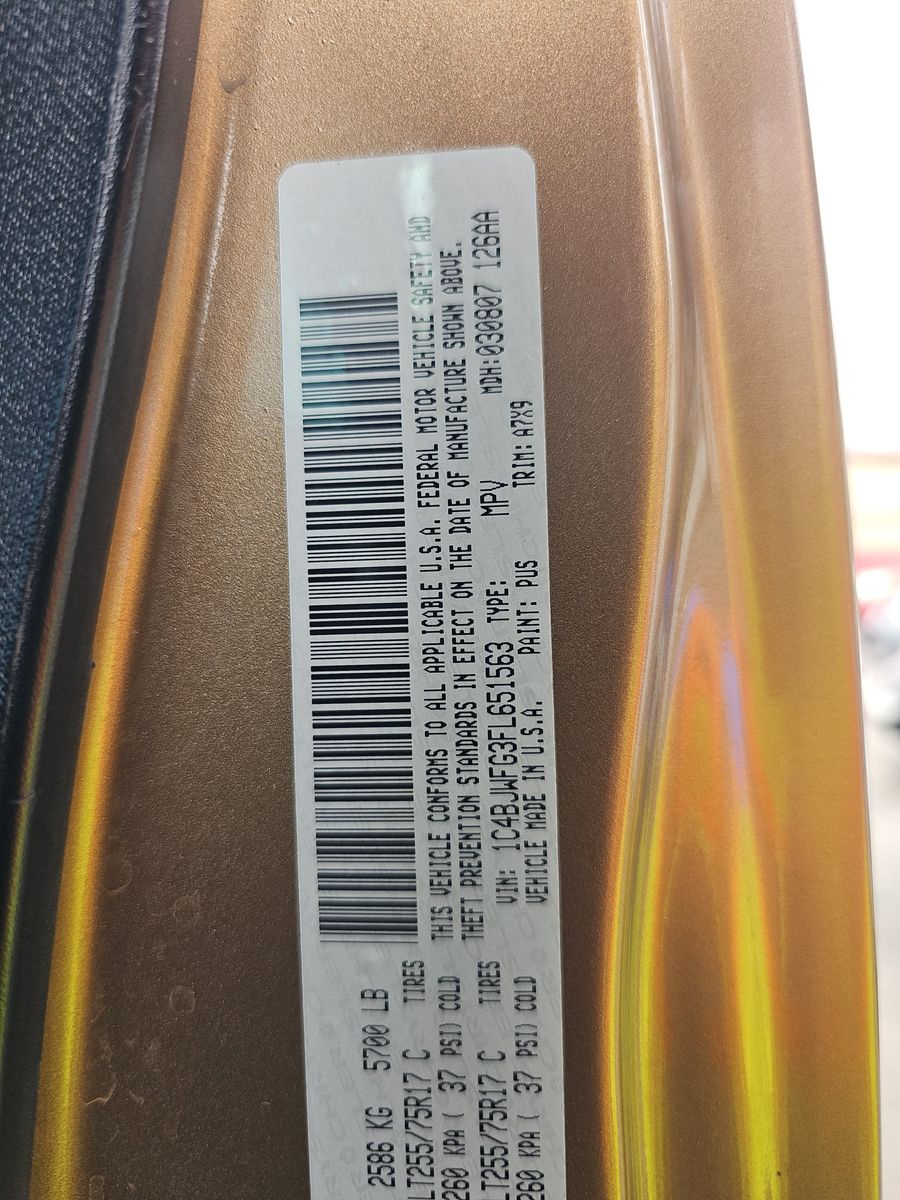 2586 KG 5700 LB
LT255/75R17 C TIRES
260 KPA ( 37 PSI) COLD
LT255/75R17 C TIRES
260 KPA ( 37 PSI) COLD
THIS VEHICLE CONFORMS TO ALL APPLICABLE U.S.A. FEDERAL MOTOR VEHICLE SAFETY AND
THEFT PREVENTION STANDARDS IN EFFECT ON THE DATE OF MANUFACTURE SHOWN ABOVE.
VIN: 1C4BJWFG3FL651563 TYPE: MPV MDH:030807 126AA
VEHICLE MADE IN U.S.A. PAINT: PUS TRIM: A7X9